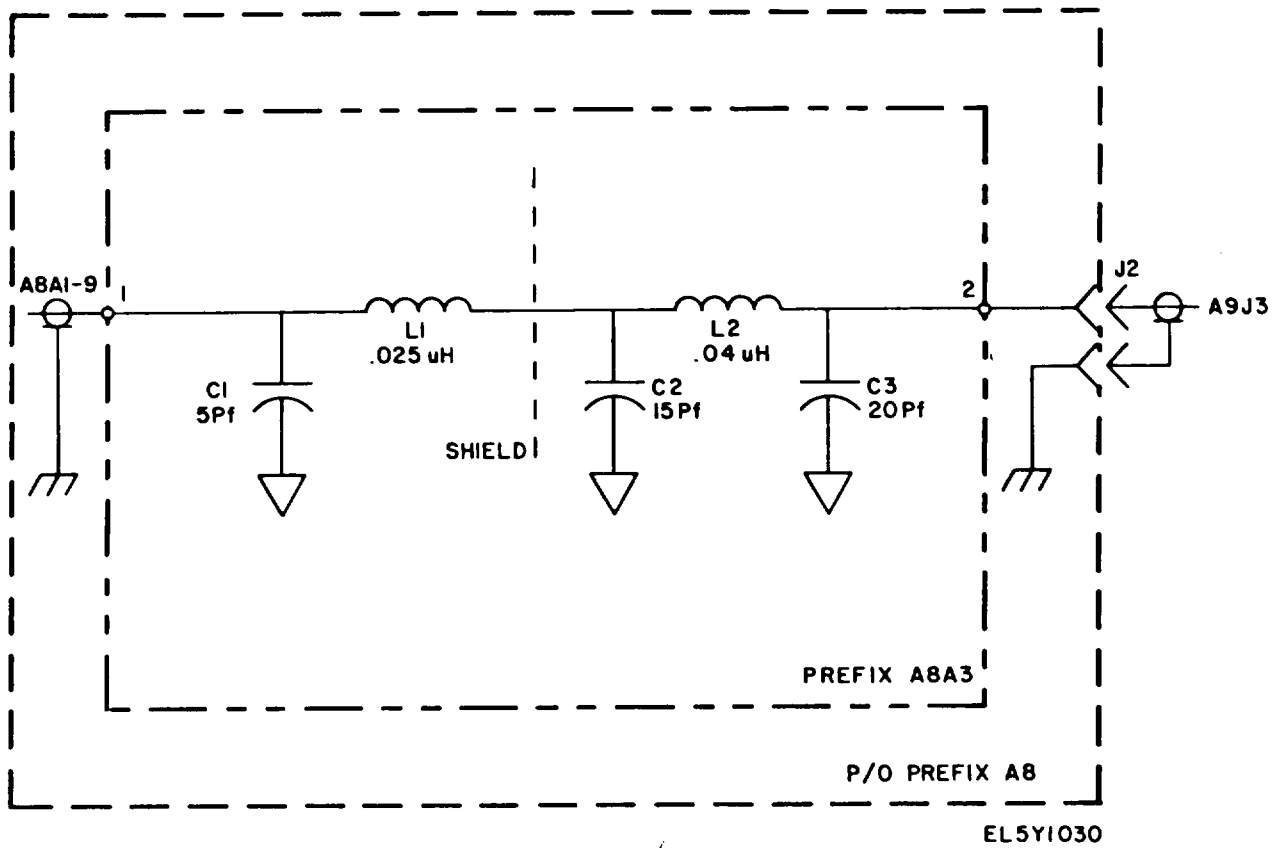 A8A1-9
1
L1
.025 uH
C1
5Pf
SHIELD
C2
15Pf
L2
.04 uH
C3
20Pf
2
J2
A9J3
PREFIX A8A3
P/O PREFIX A8
EL5Y1030